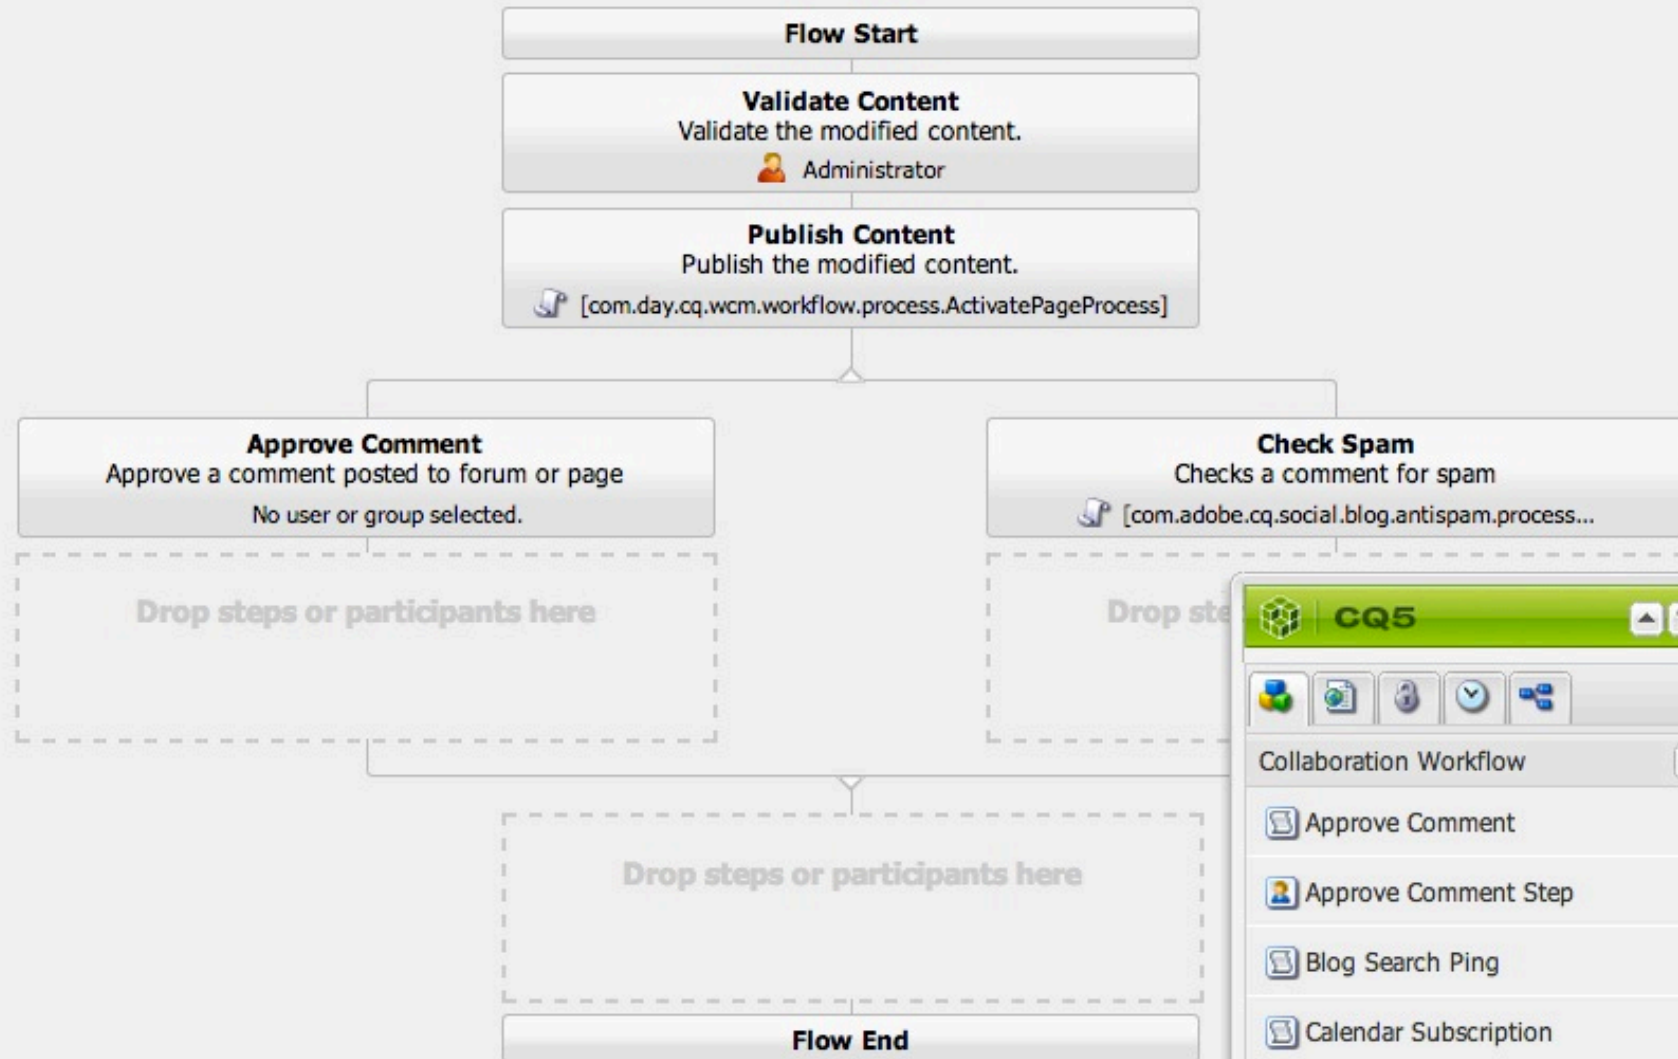 Flow Start
Validate Content
Validate the modified content.
Administrator
Publish Content
Publish the modified content.
[com.day.cq.wcm.workflow.process.ActivatePageProcess]
Approve Comment
Approve a comment posted to forum or page
No user or group selected.
Check Spam
Checks a comment for spam
[com.adobe.cq.social.blog.antispam.process...
Drop steps or participants here
Drop ste
CQ5
Collaboration Workflow
Approve Comment
Approve Comment Step
Blog Search Ping
Calendar Subscription
Drop steps or participants here
Flow End